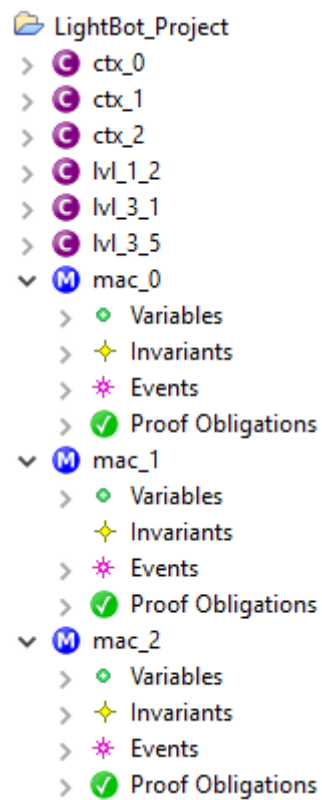 LightBot_Project
C ctx_0
C ctx_1
C ctx_2
C lvl_1_2
C lvl_3_1
C lvl_3_5
M mac_0
Variables
Invariants
Events
Proof Obligations
M mac_1
Variables
Invariants
Events
Proof Obligations
M mac_2
Variables
Invariants
Events
Proof Obligations